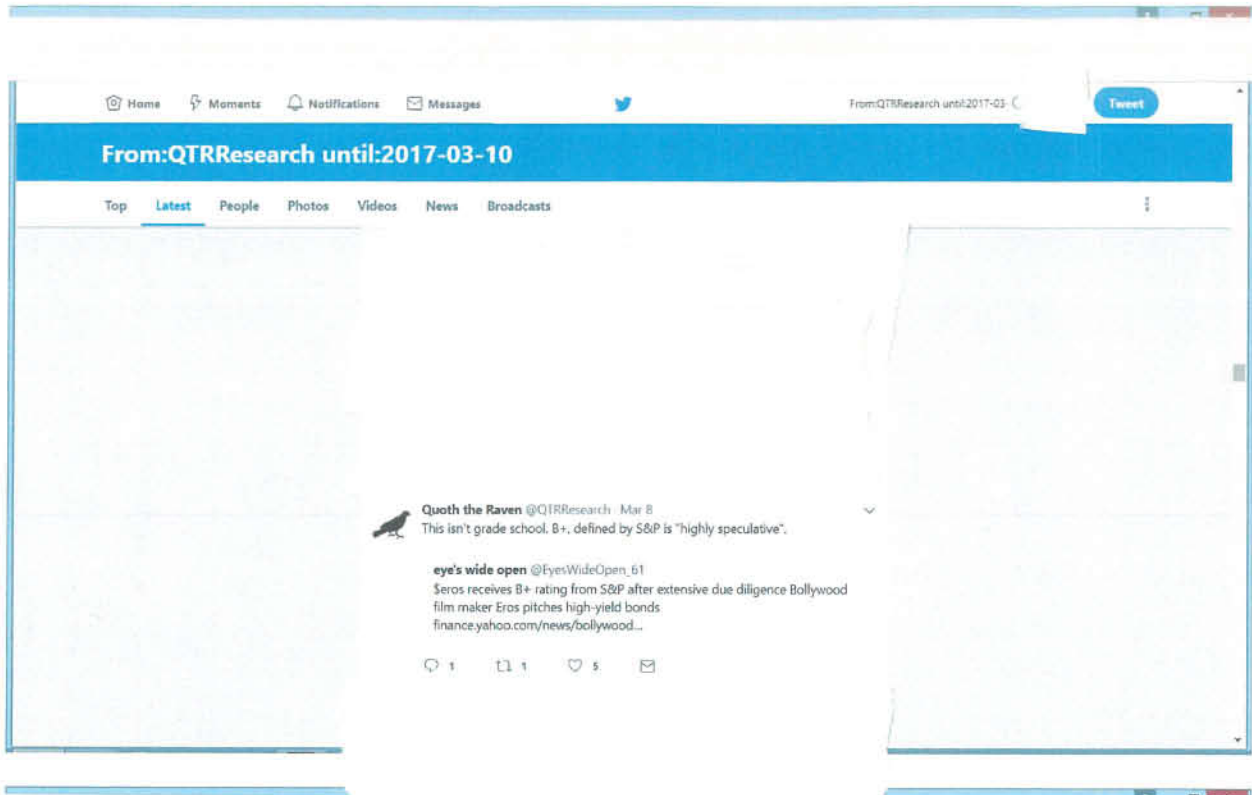 Home Moments Notifications Messages From:QTRResearch until:2017-03- Tweet
From:QTRResearch until:2017-03-10
Top Latest People Photos Videos News Broadcasts
Quoth the Raven @QTRResearch · Mar 8
This isn't grade school. B+, defined by S&P is "highly speculative".
eye's wide open @EyesWideOpen_61
$eros receives B+ rating from S&P after extensive due diligence Bollywood
film maker Eros pitches high-yield bonds
finance.yahoo.com/news/bollywood...
1 1 5